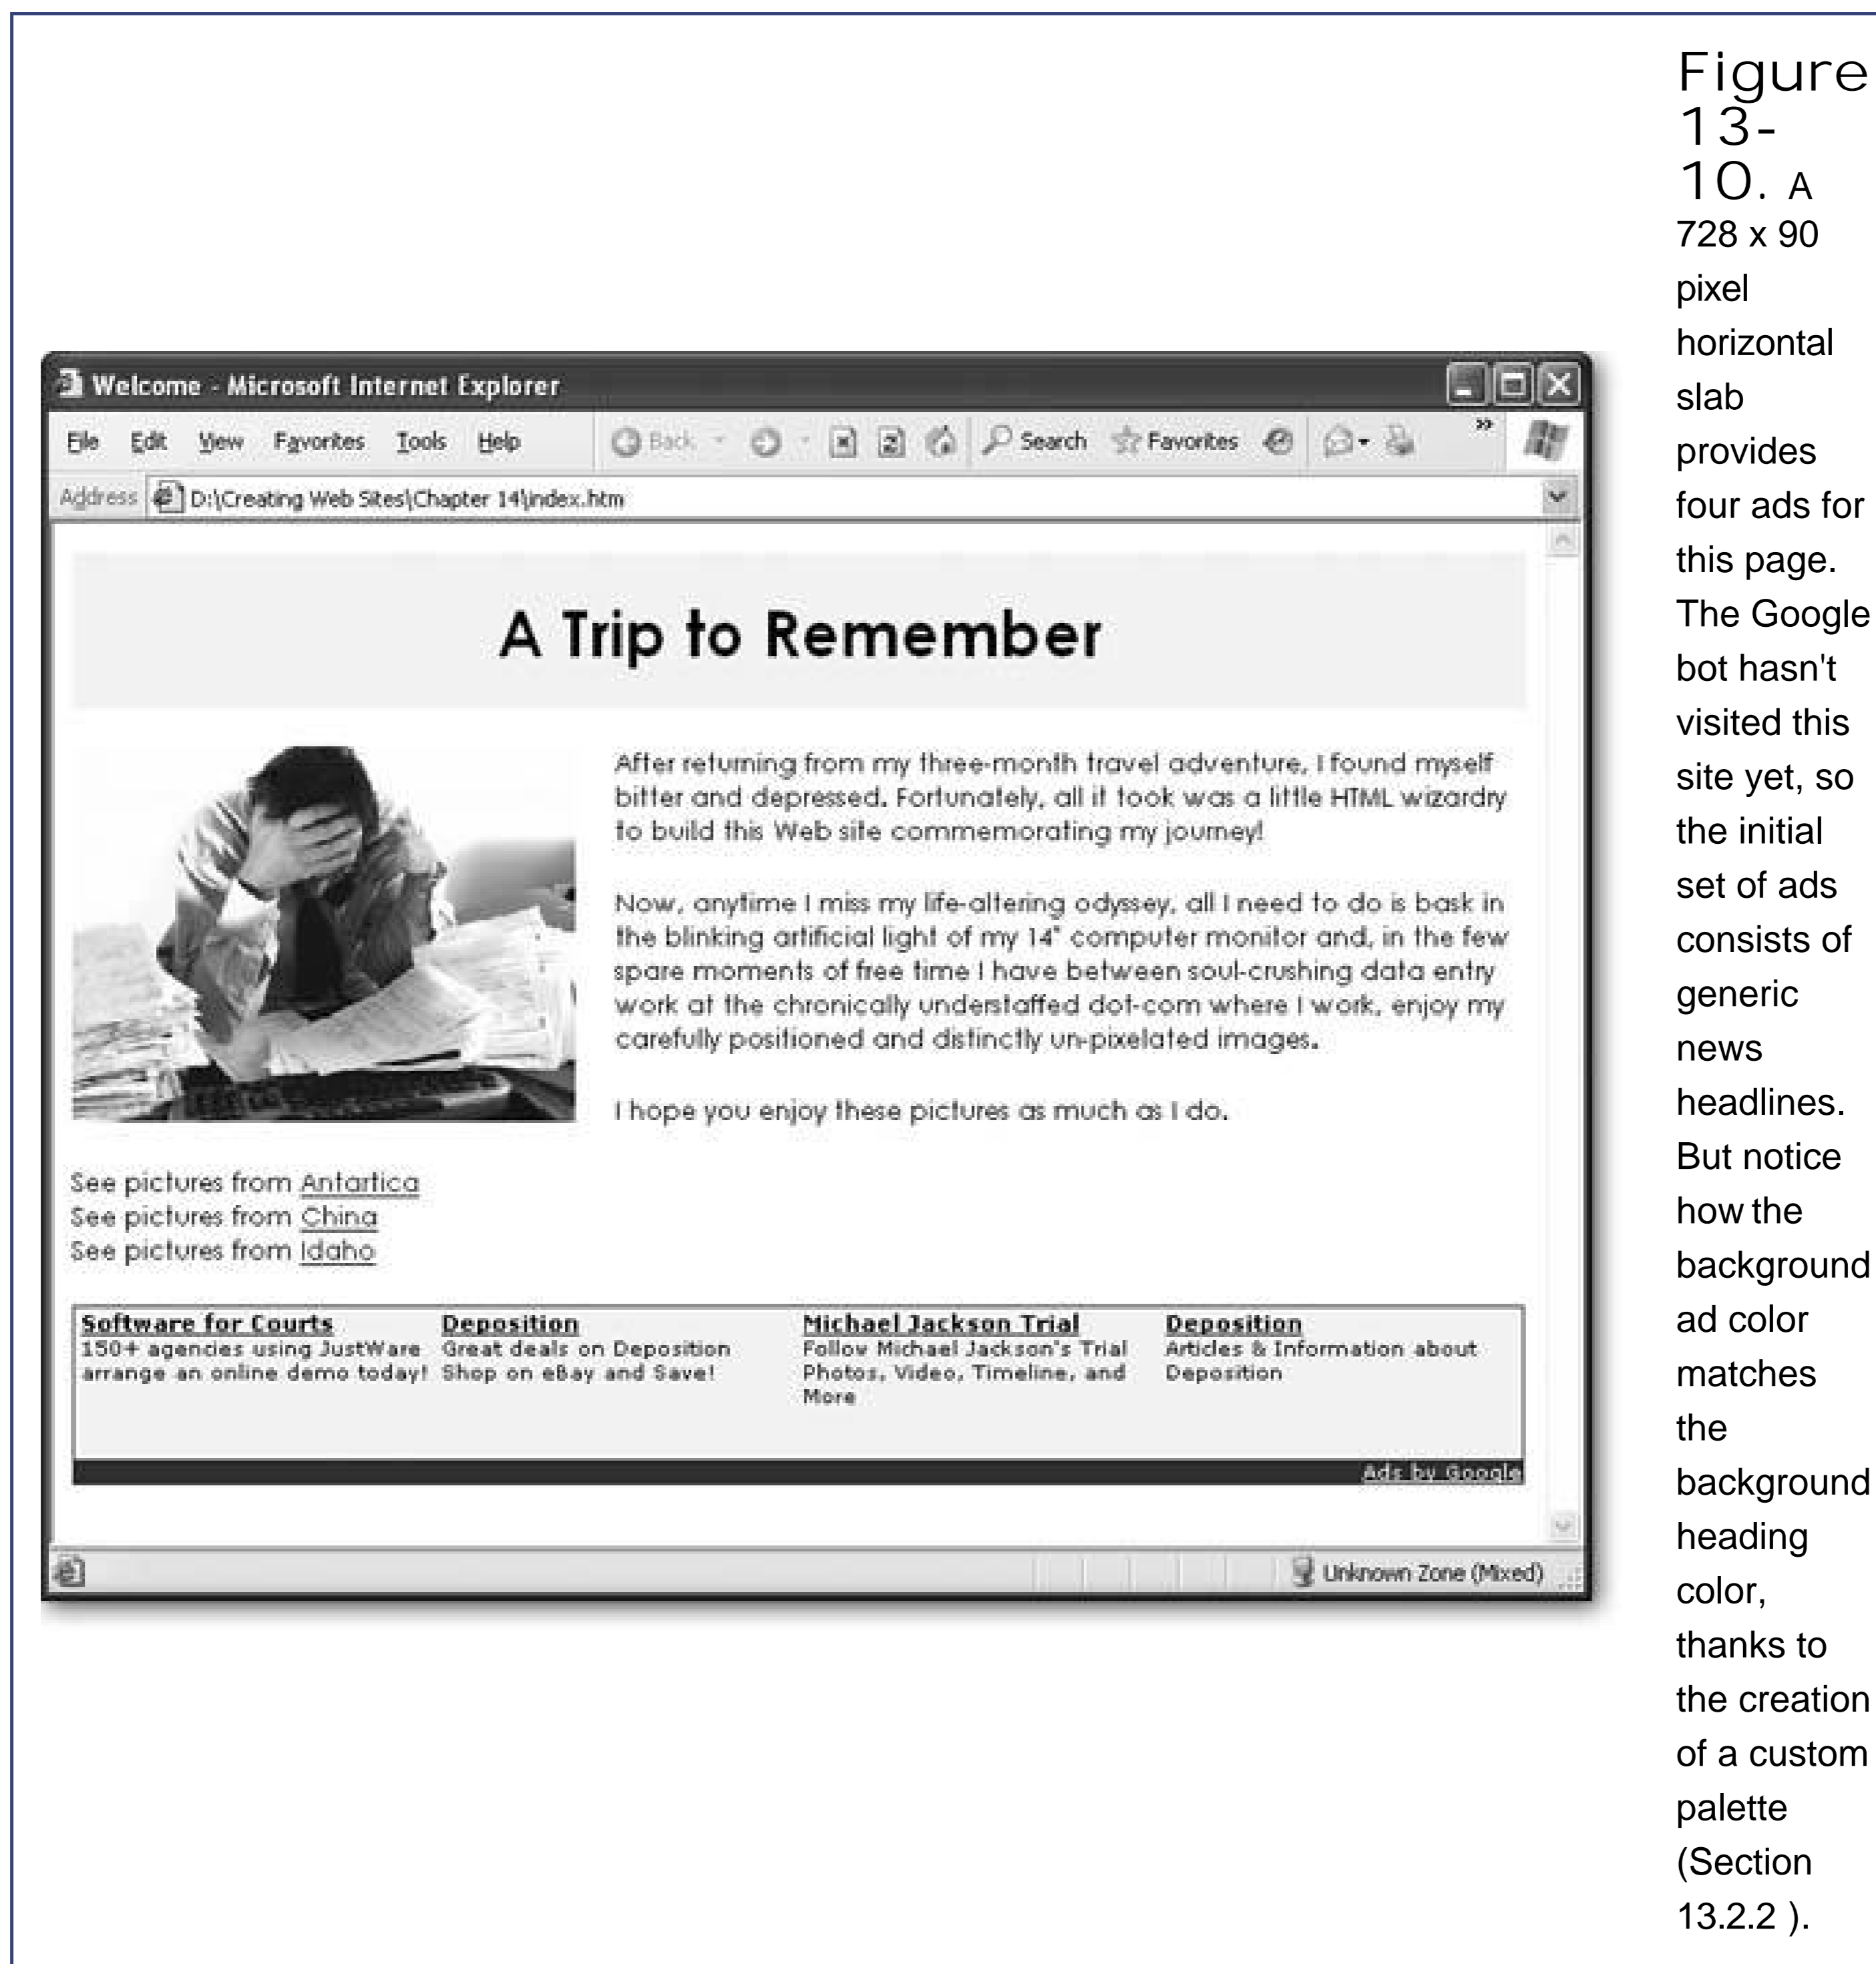 Welcome - Microsoft Internet Explorer
File Edit View Favorites Tools Help Back Search Favorites »
Address D:\Creating Web Sites\Chapter 14\index.htm
A Trip to Remember
After returning from my three-month travel adventure, I found myself
bitter and depressed. Fortunately, all it took was a little HTML wizardry
to build this Web site commemorating my journey!
Now, anytime I miss my life-altering odyssey, all I need to do is bask in
the blinking artificial light of my 14" computer monitor and, in the few
spare moments of free time I have between soul-crushing data entry
work at the chronically understaffed dot-com where I work, enjoy my
carefully positioned and distinctly un-pixelated images.
I hope you enjoy these pictures as much as I do.
See pictures from Antartica
See pictures from China
See pictures from Idaho
Software for Courts
150+ agencies using JustWare
arrange an online demo today!
Deposition
Great deals on Deposition
Shop on eBay and Save!
Michael Jackson Trial
Follow Michael Jackson's Trial
Photos, Video, Timeline, and
More
Deposition
Articles & Information about
Deposition
Ads by Google
Unknown Zone (Mixed)
Figure
13-
10. A
728 x 90
pixel
horizontal
slab
provides
four ads for
this page.
The Google
bot hasn't
visited this
site yet, so
the initial
set of ads
consists of
generic
news
headlines.
But notice
how the
background
ad color
matches
the
background
heading
color,
thanks to
the creation
of a custom
palette
(Section
13.2.2 ).